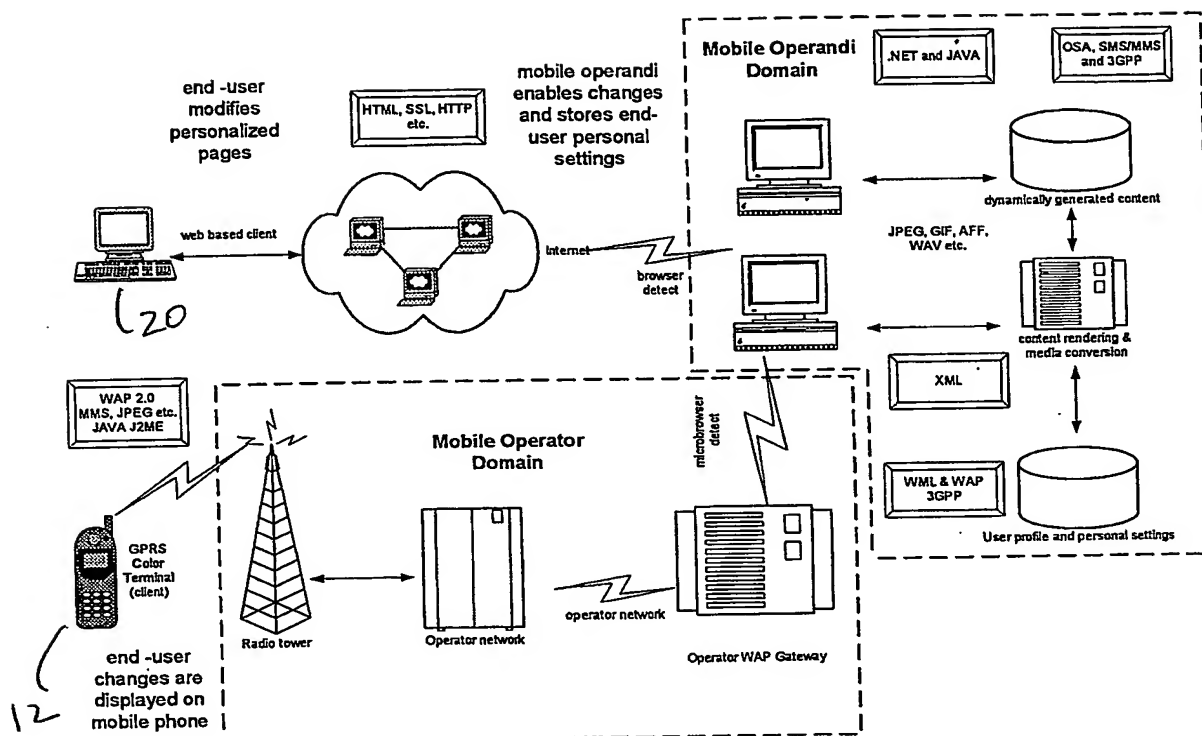 end -user
modifies
personalized
pages
HTML, SSL, HTTP
etc.
mobile operandi
enables changes
and stores end-
user personal
settings
Mobile Operandi
Domain
.NET and JAVA
OSA, SMS/MMS
and 3GPP
dynamically generated content
web based client
Internet
browser
detect
JPEG, GIF, AFF,
WAV etc.
20
content rendering &
media conversion
XML
WAP 2.0
MMS, JPEG etc.
JAVA J2ME
Mobile Operator
Domain
microbrowser
detect
WML & WAP
3GPP
User profile and personal settings
GPRS
Color
Terminal
(client)
Radio tower
Operator network
operator network
Operator WAP Gateway
end -user
changes are
displayed on
mobile phone
12